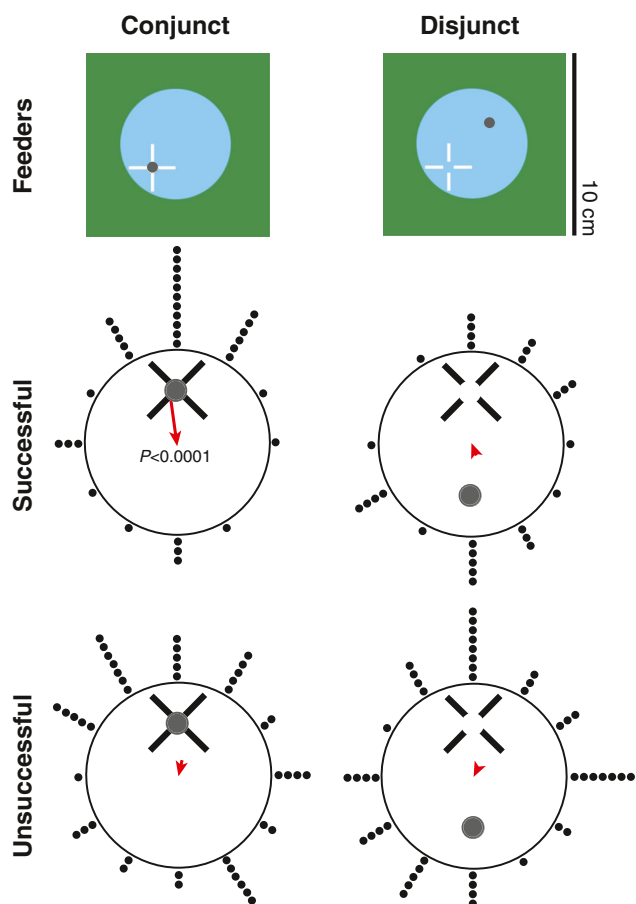 Conjunct
Disjunct
Feeders
10 cm
Successful
P<0.0001
Unsuccessful